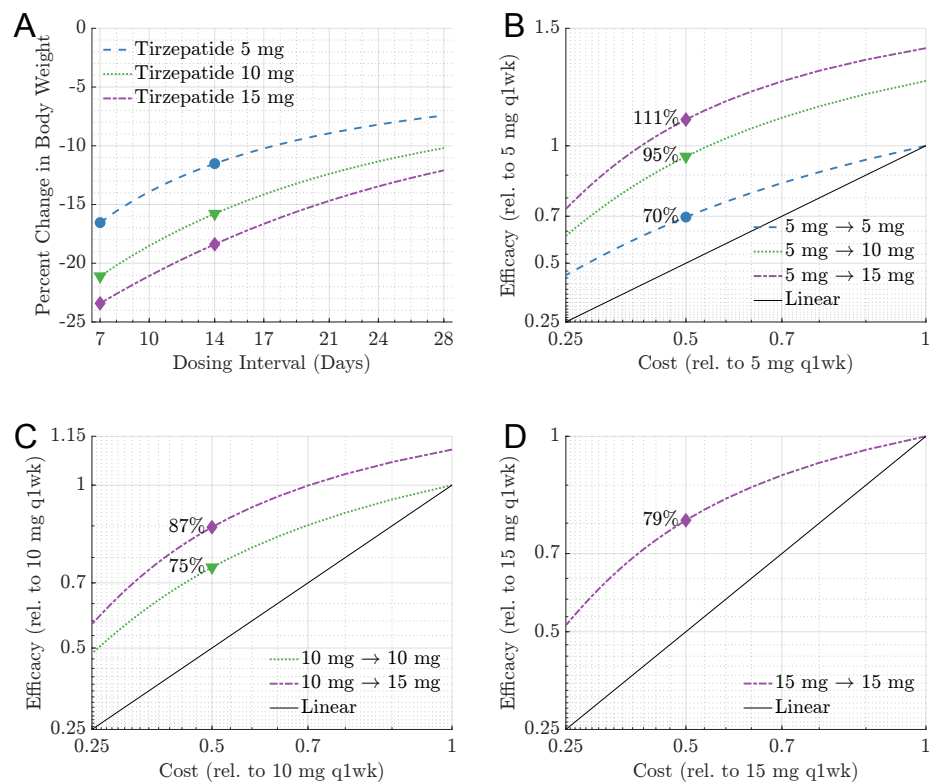 A
Percent Change in Body Weight
0
-5
-10
-15
-20
-25
Tirzepatide 5 mg
Tirzepatide 10 mg
Tirzepatide 15 mg
7 10 14 17 21 24 28
Dosing Interval (Days)
B
Efficacy (rel. to 5 mg q1wk)
1.5
1
0.7
0.5
0.25
111%
95%
70%
5 mg → 5 mg
5 mg → 10 mg
5 mg → 15 mg
Linear
0.25 0.5 0.7 1
Cost (rel. to 5 mg q1wk)
C
Efficacy (rel. to 10 mg q1wk)
1.15
1
0.7
0.5
0.25
87%
75%
10 mg → 10 mg
10 mg → 15 mg
Linear
0.25 0.5 0.7 1
Cost (rel. to 10 mg q1wk)
D
Efficacy (rel. to 15 mg q1wk)
1
0.7
0.5
0.25
79%
15 mg → 15 mg
Linear
0.25 0.5 0.7 1
Cost (rel. to 15 mg q1wk)